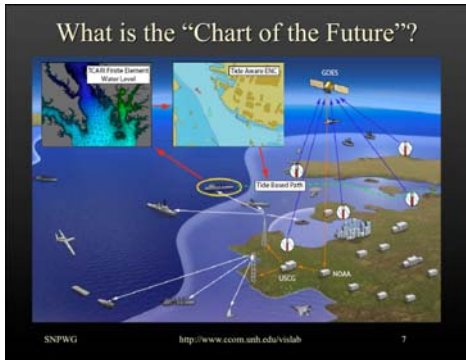 What is the “Chart of the Future”?
GOES
TCARI Finite Element
Water Level
Tide Aware ENC
Tide Based Path
USCG
NOAA
SNPWG
http://www.ccom.unh.edu/vislab
7